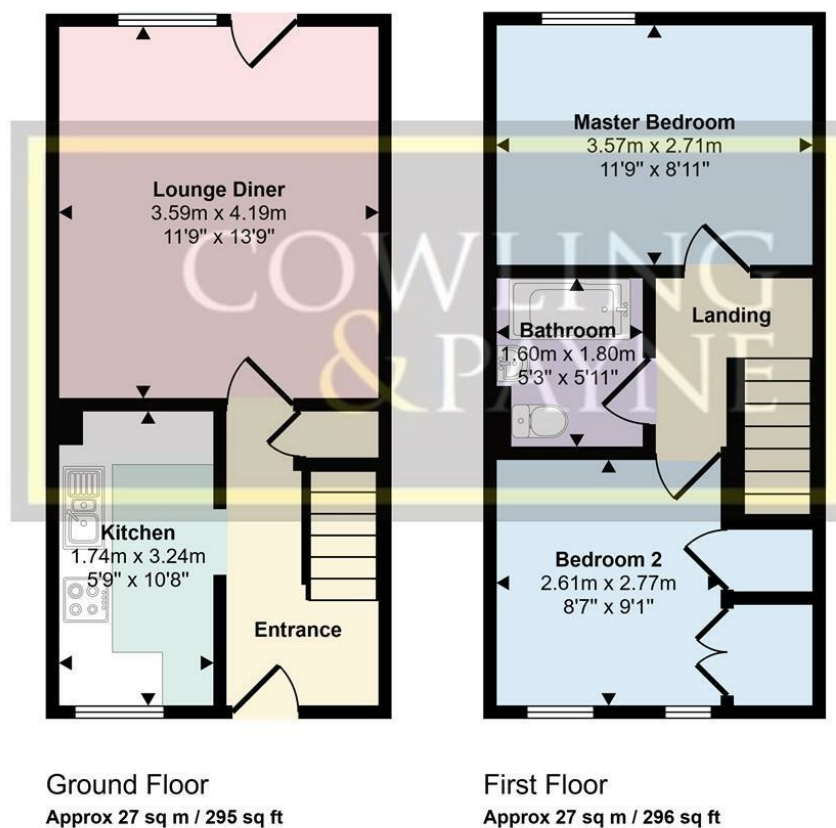 Lounge Diner
3.59m x 4.19m
11'9" x 13'9"
Kitchen
1.74m x 3.24m
5'9" x 10'8"
Entrance
Master Bedroom
3.57m x 2.71m
11'9" x 8'11"
Bathroom
1.60m x 1.80m
5'3" x 5'11"
Landing
Bedroom 2
2.61m x 2.77m
8'7" x 9'1"
COWLING
&PAYNE
Ground Floor
Approx 27 sq m / 295 sq ft
First Floor
Approx 27 sq m / 296 sq ft